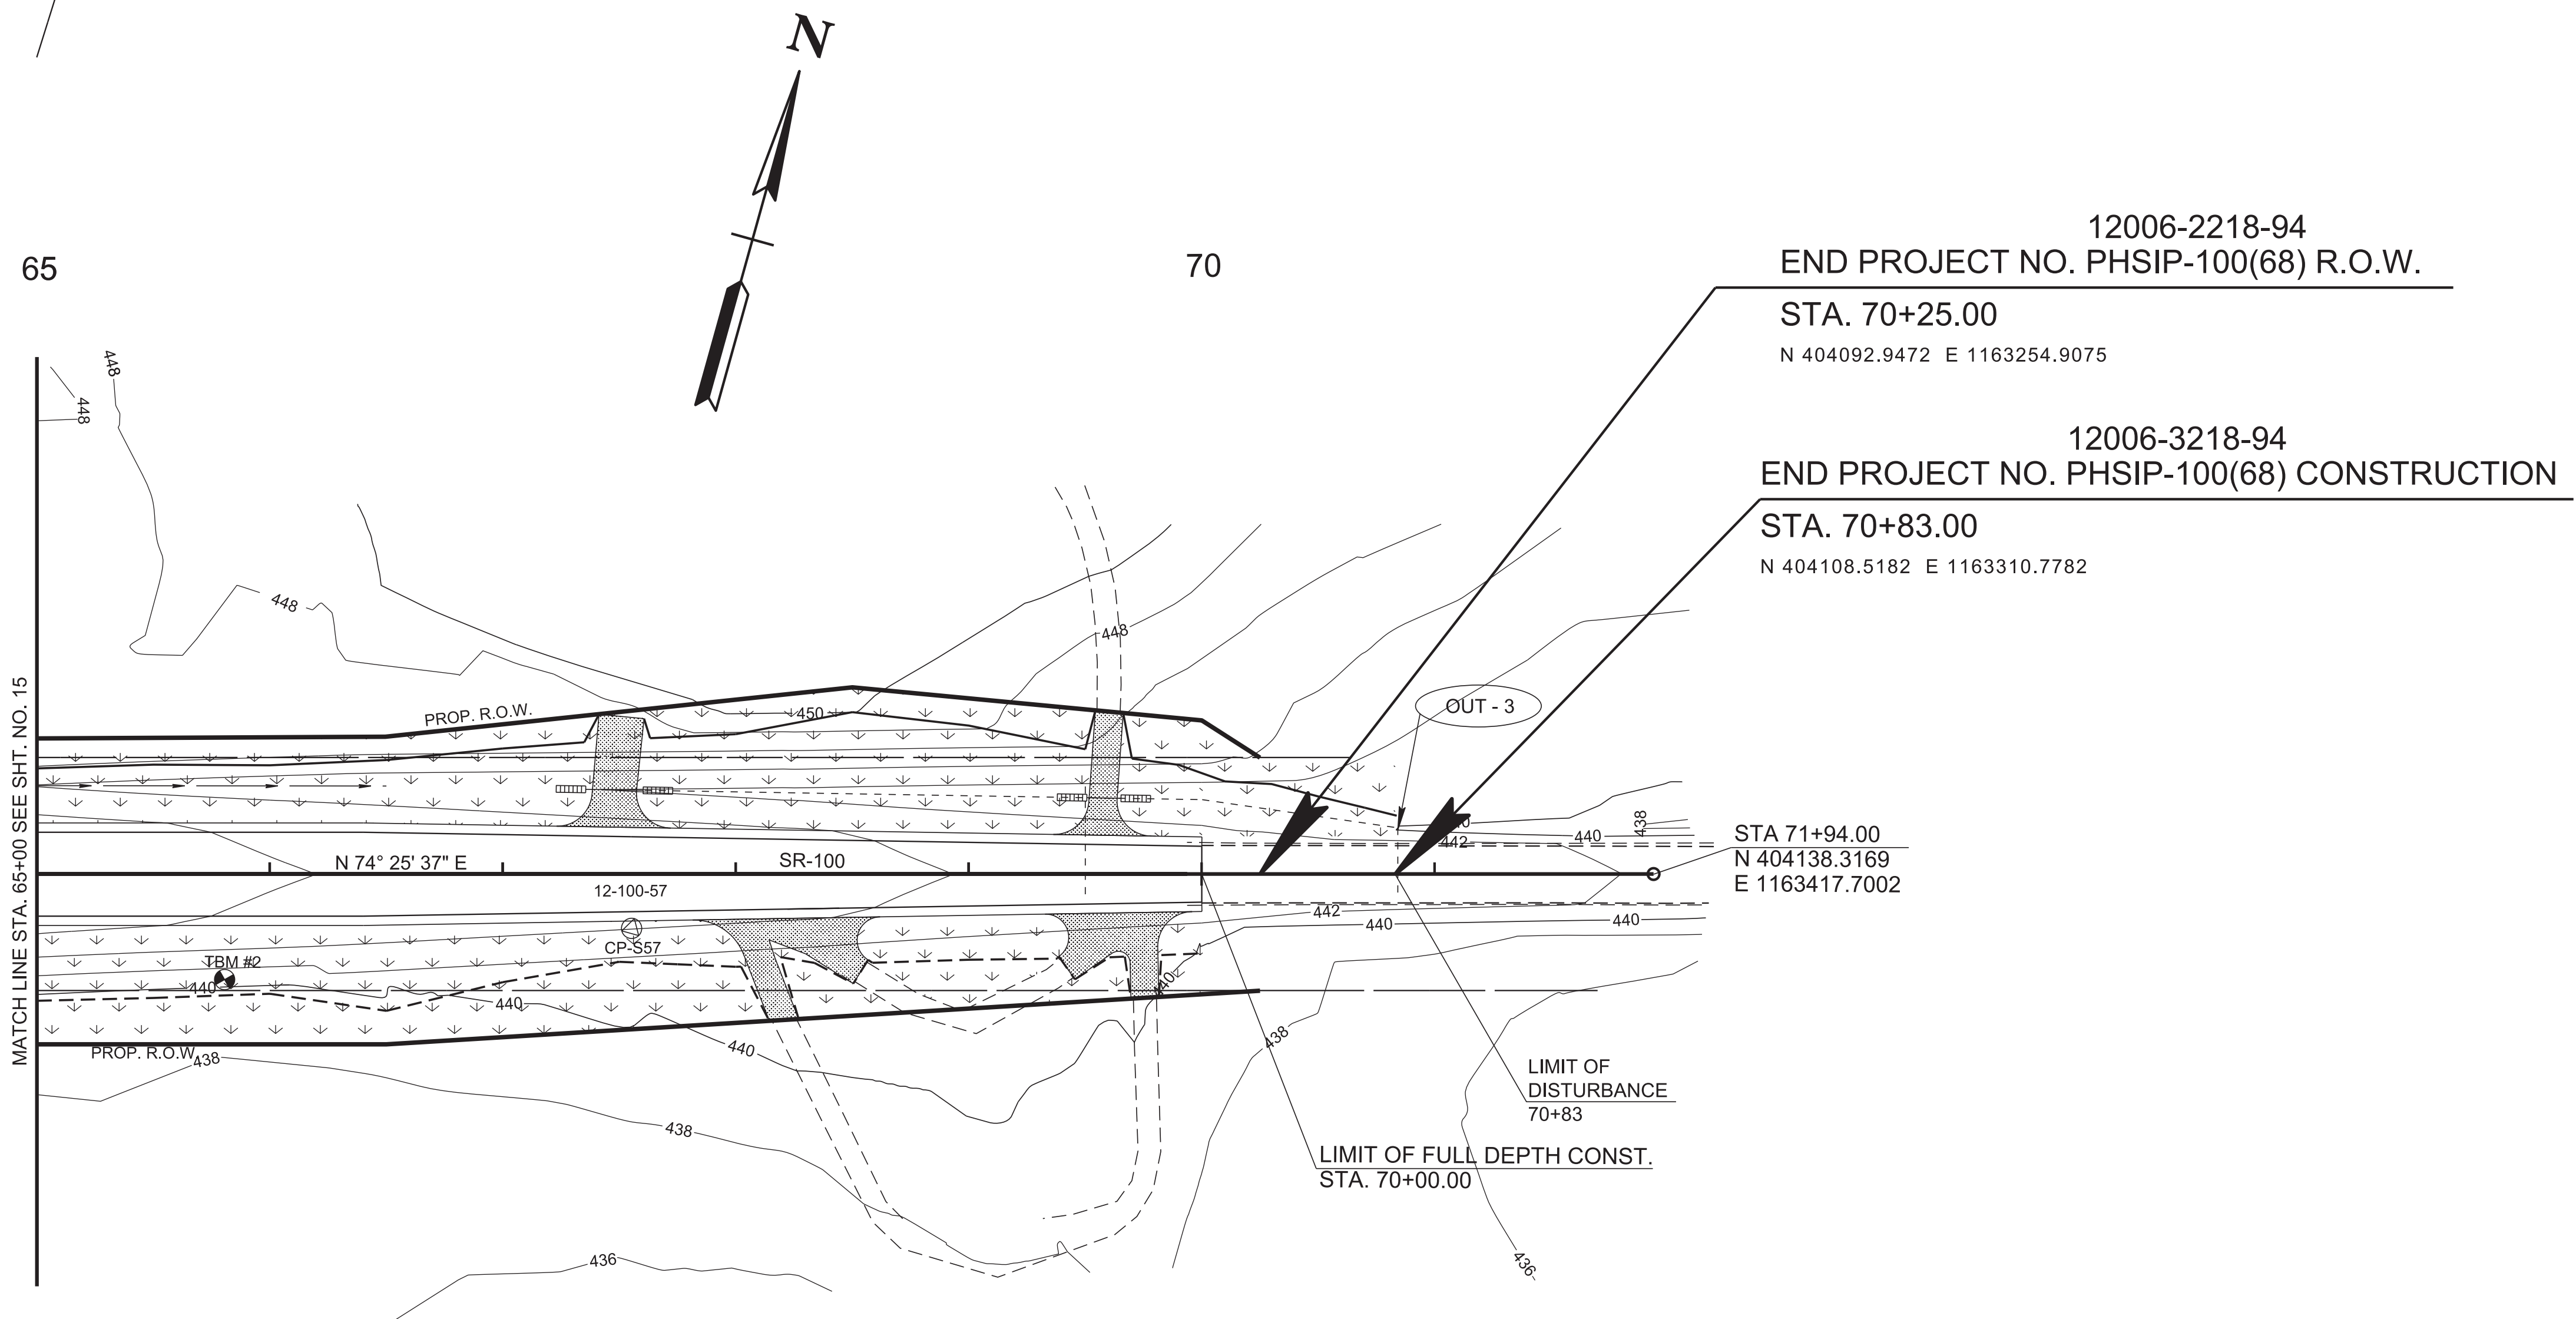 N
65
70
12006-2218-94
END PROJECT NO. PHSIP-100(68) R.O.W.
STA. 70+25.00
N 404092.9472 E 1163254.9075
12006-3218-94
END PROJECT NO. PHSIP-100(68) CONSTRUCTION
STA. 70+83.00
N 404108.5182 E 1163310.7782
448
448
448
448
MATCH LINE STA. 65+00 SEE SHT. NO. 15
PROP. R.O.W.
450
OUT - 3
442
440
438
STA 71+94.00
N 404138.3169
E 1163417.7002
N 74° 25' 37" E
SR-100
12-100-57
CP-S57
TBM #2
440
440
442
440
440
440
438
PROP. R.O.W.
438
440
438
436
436
LIMIT OF
DISTURBANCE
70+83
LIMIT OF FULL DEPTH CONST.
STA. 70+00.00